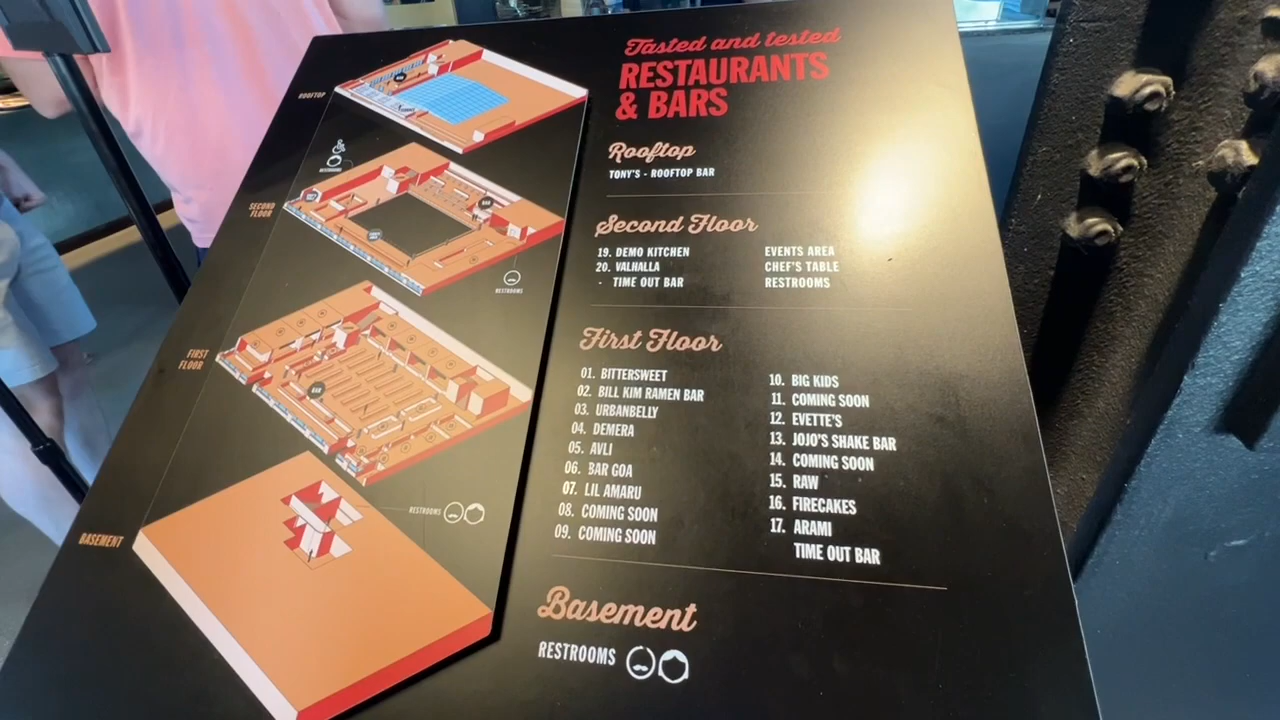 Tasted and tested
RESTAURANTS
& BARS
Rooftop
TONY'S - ROOFTOP BAR
Second Floor
19. DEMO KITCHEN
20. VALHALLA
- TIME OUT BAR
EVENTS AREA
CHEF'S TABLE
RESTROOMS
First Floor
01. BITTERSWEET
02. BILL KIM RAMEN BAR
03. URBANBELLY
04. DEMERA
05. AVLI
06. BAR GOA
07. LIL AMARU
08. COMING SOON
09. COMING SOON
10. BIG KIDS
11. COMING SOON
12. EVETTE'S
13. JOJO'S SHAKE BAR
14. COMING SOON
15. RAW
16. FIRECAKES
17. ARAMI
TIME OUT BAR
Basement
RESTROOMS
ROOFTOP
RESTROOMS
SECOND
FLOOR
BAR
RESTROOMS
FIRST
FLOOR
BAR
RESTROOMS
BASEMENT